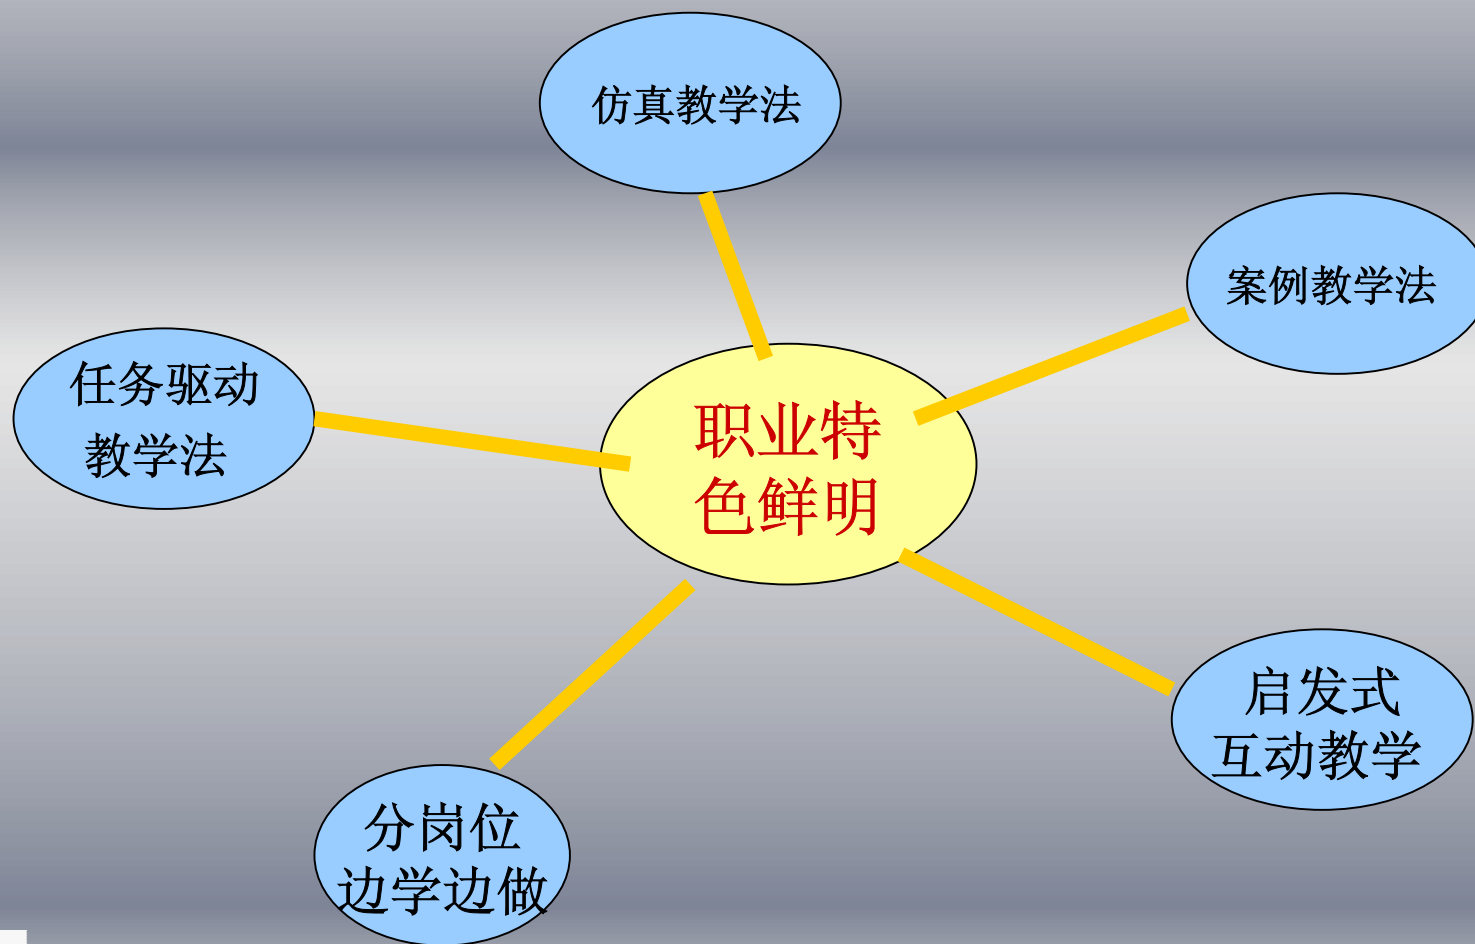 仿真教学法
案例教学法
任务驱动
教学法
职业特
色鲜明
启发式
互动教学
分岗位
边学边做